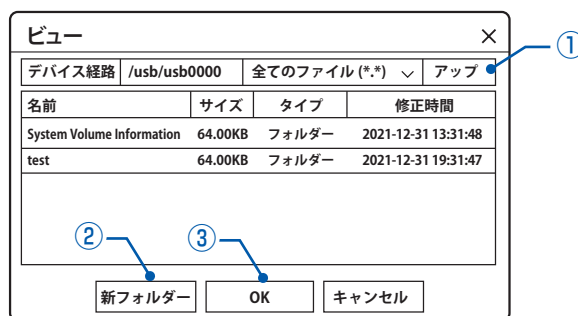 ビュー ×
①
デバイス経路 /usb/usb0000 全てのファイル (*.*) アップ
名前 サイズ タイプ 修正時間
System Volume Information 64.00KB フォルダー 2021-12-31 13:31:48
test 64.00KB フォルダー 2021-12-31 19:31:47
② ③
新フォルダー OK キャンセル